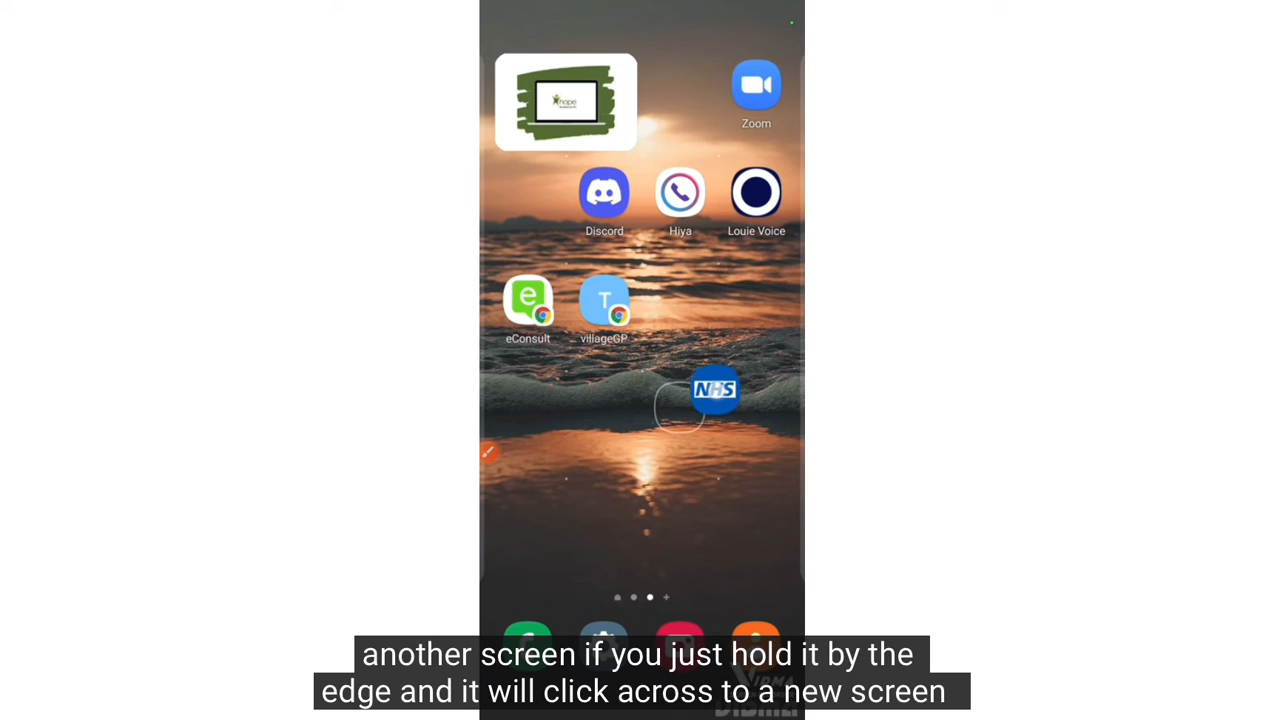 hope
Zoom
Discord
Hiya
Louie Voice
e
T
eConsult
villageGP
NHS
another screen if you just hold it by the
edge and it will click across to a new screen